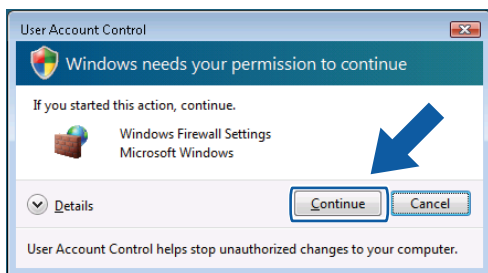 User Account Control
Windows needs your permission to continue
If you started this action, continue.
Windows Firewall Settings
Microsoft Windows
Details
Continue
Cancel
User Account Control helps stop unauthorized changes to your computer.